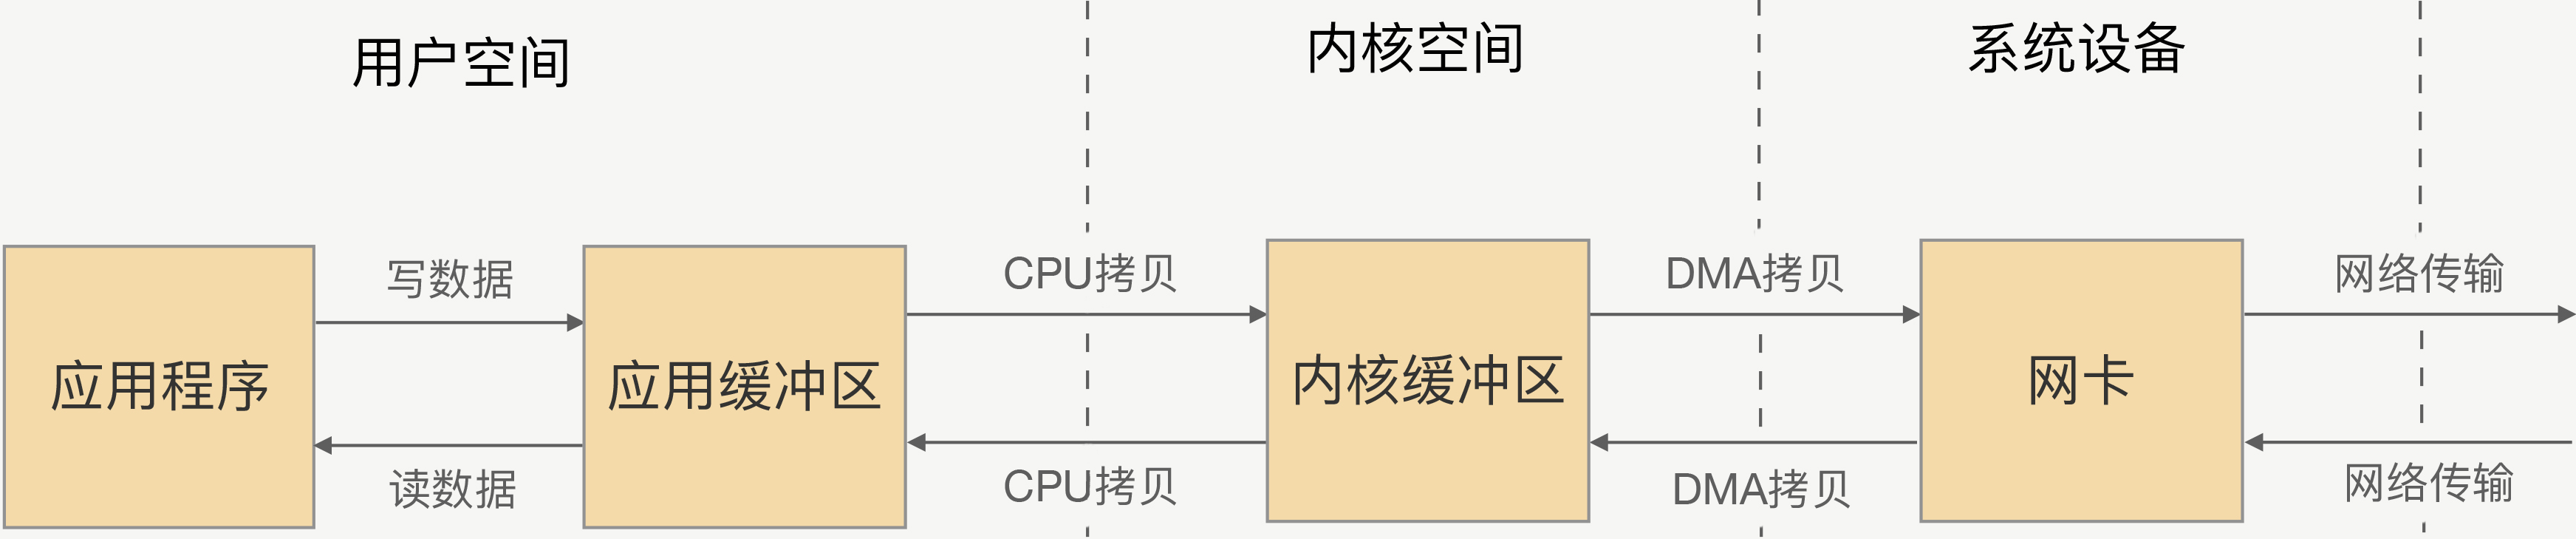 用户空间
内核空间
系统设备
写数据
CPU拷贝
DMA拷贝
网络传输
应用程序
应用缓冲区
内核缓冲区
网卡
读数据
CPU拷贝
DMA拷贝
网络传输